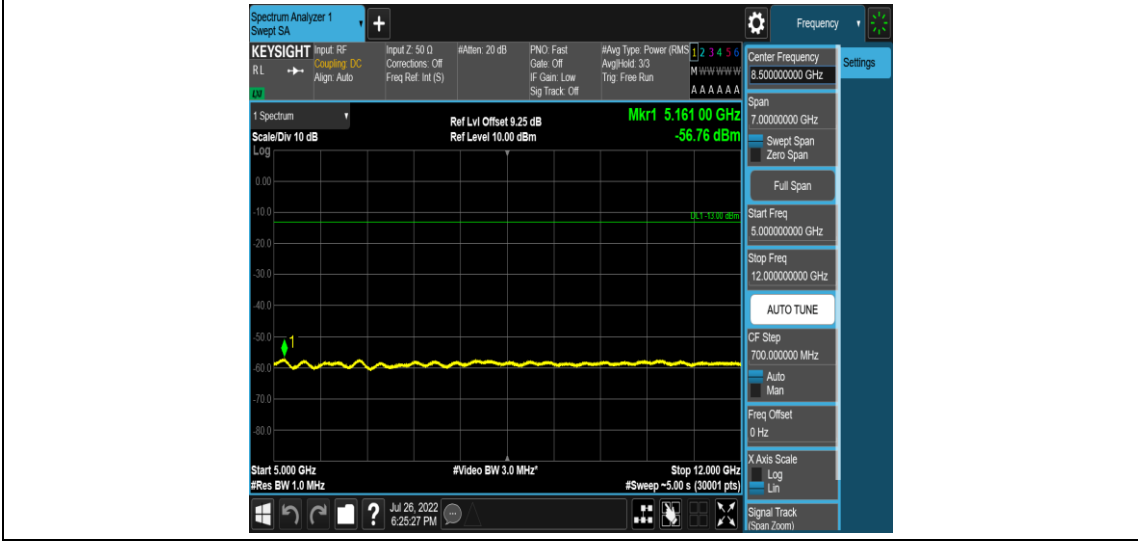 Spectrum Analyzer 1
Swept SA
+
Frequency
KEYSIGHT
RL
LXI
Input: RF
Coupling: DC
Align: Auto
Input Z: 50 Ω
Corrections: Off
Freq Ref: Int (S)
#Atten: 20 dB
PNO: Fast
Gate: Off
IF Gain: Low
Sig Track: Off
#Avg Type: Power (RMS
Avg|Hold: 3/3
Trig: Free Run
1 2 3 4 5 6
M W W W W W
A A A A A A
1 Spectrum
Scale/Div 10 dB
Log
Ref Lvl Offset 9.25 dB
Ref Level 10.00 dBm
Mkr1 5.161 00 GHz
-56.76 dBm
0.00
-10.0
DL1 -13.00 dBm
-20.0
-30.0
-40.0
-50.0
1
-60.0
-70.0
-80.0
Start 5.000 GHz
#Video BW 3.0 MHz*
Stop 12.000 GHz
#Res BW 1.0 MHz
#Sweep ~5.00 s (30001 pts)
?
Jul 26, 2022
6:25:27 PM
Center Frequency
8.500000000 GHz
Settings
Span
7.00000000 GHz
Swept Span
Zero Span
Full Span
Start Freq
5.000000000 GHz
Stop Freq
12.000000000 GHz
AUTO TUNE
CF Step
700.000000 MHz
Auto
Man
Freq Offset
0 Hz
X Axis Scale
Log
Lin
Signal Track
(Span Zoom)